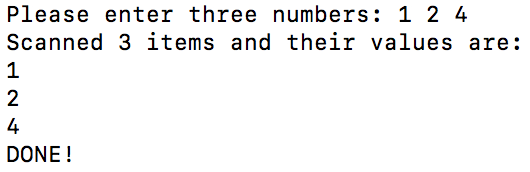 Please enter three numbers: 1 2 4
Scanned 3 items and their values are:
1
2
4
DONE!